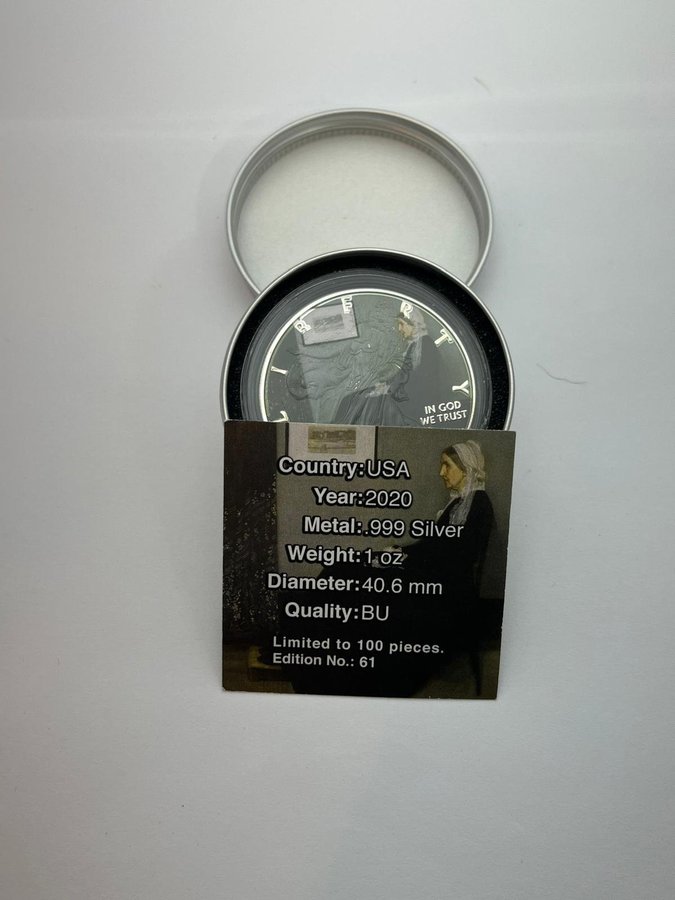 LIBERTY
IN GOD
WE TRUST
Country: USA
Year: 2020
Metal: .999 Silver
Weight: 1 oz
Diameter: 40.6 mm
Quality: BU
Limited to 100 pieces.
Edition No.: 61